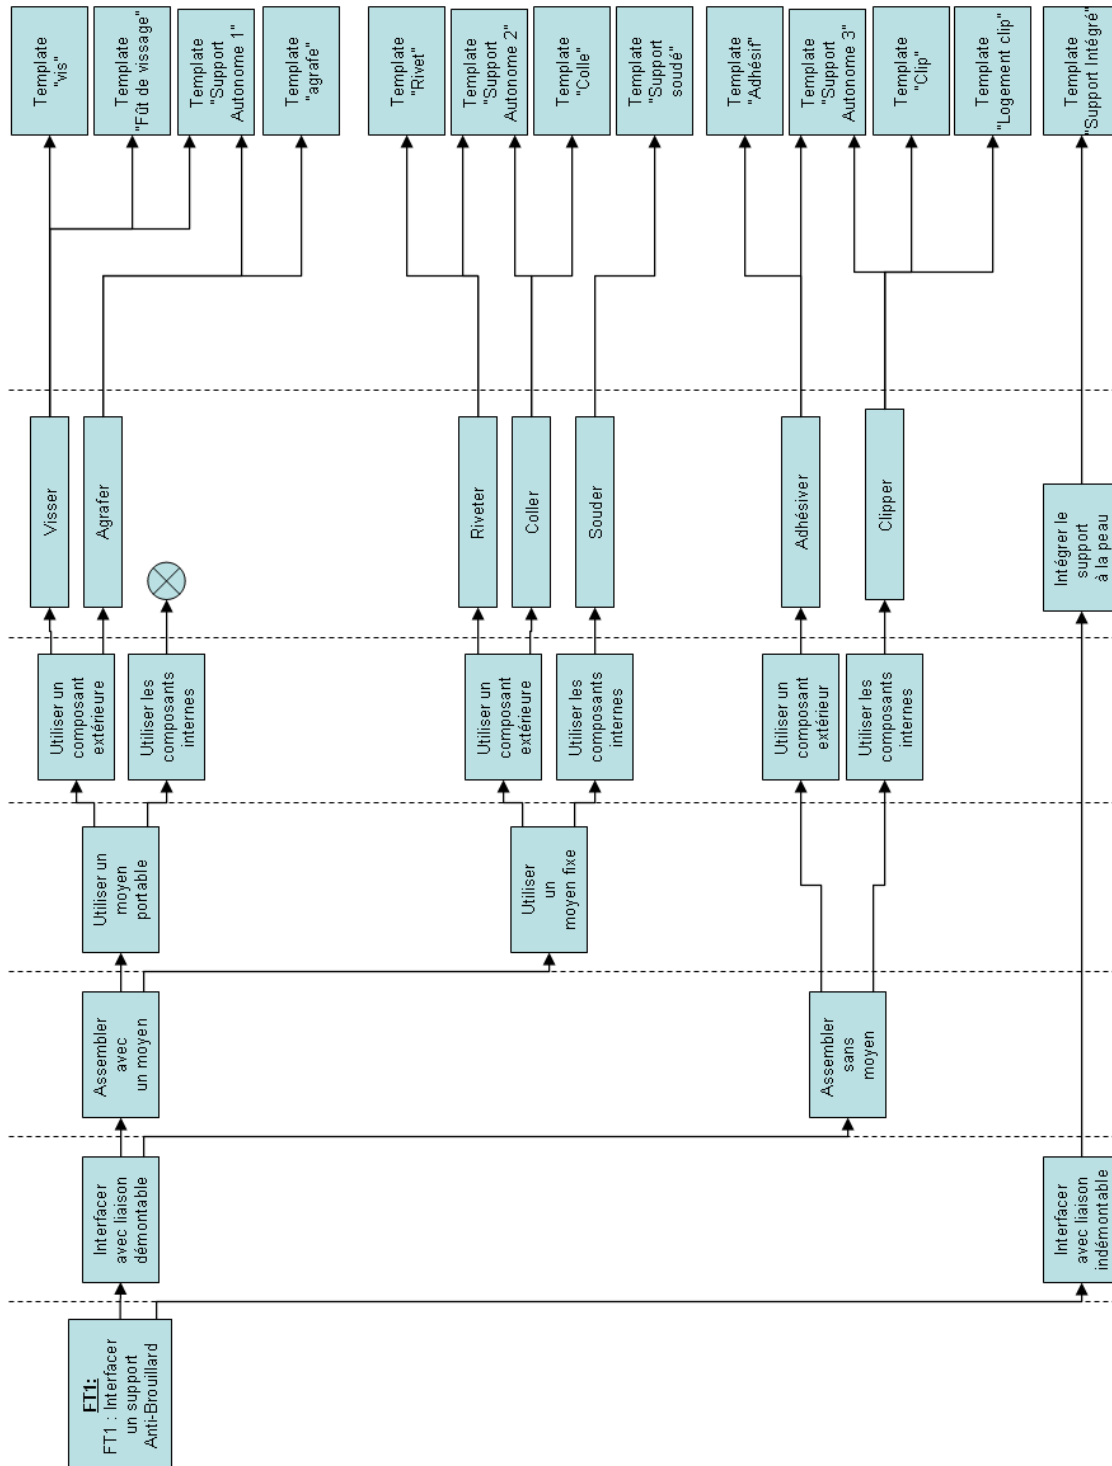 FT1:
FT1 : Interfacer
un support
Anti-Brouillard
Interfacer
avec liaison
démontable
Interfacer
avec liaison
indémontable
Assembler
avec
un moyen
Assembler
sans
moyen
Utiliser un
moyen
portable
Utiliser
un
moyen fixe
Utiliser un
composant
extérieure
Utiliser les
composants
internes
Utiliser un
composant
extérieure
Utiliser les
composants
internes
Utiliser un
composant
extérieur
Utiliser les
composants
internes
Visser
Agrafer
Riveter
Coller
Souder
Adhésiver
Clipper
Intégrer le
support
à la peau
Template
"vis"
Template
"Fût de vissage"
Template
"Support
Autonome 1"
Template
"agrafe"
Template
"Rivet"
Template
"Support
Autonome 2"
Template
"Colle"
Template
"Support
soudé"
Template
"Adhésif"
Template
"Support
Autonome 3"
Template
"Clip"
Template
"Logement clip"
Template
"Support Intégré"